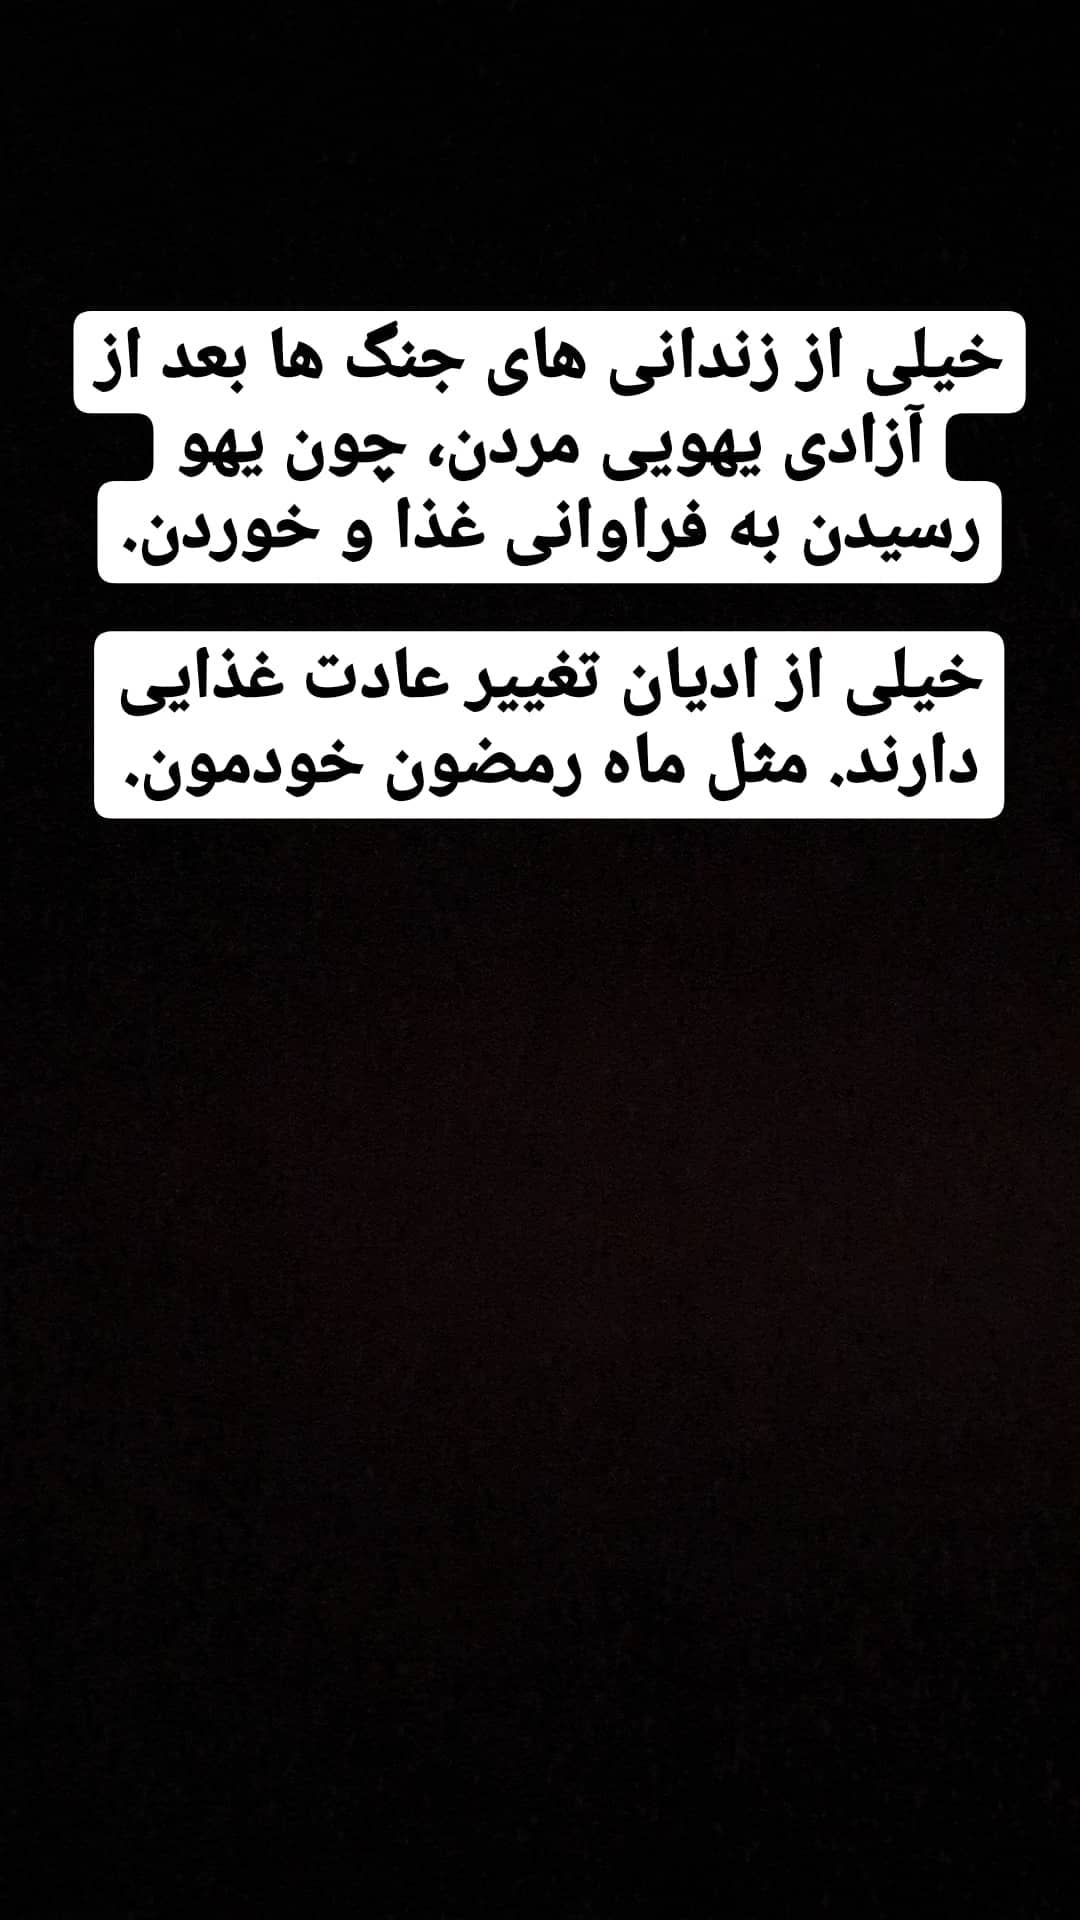 خیلی از زندانی های جنگ ها بعد از
آزادی یهویی مردن، چون یهو
رسیدن به فراوانی غذا و خوردن.
خیلی از ادیان تغییر عادت غذایی
دارند. مثل ماه رمضون خودمون.